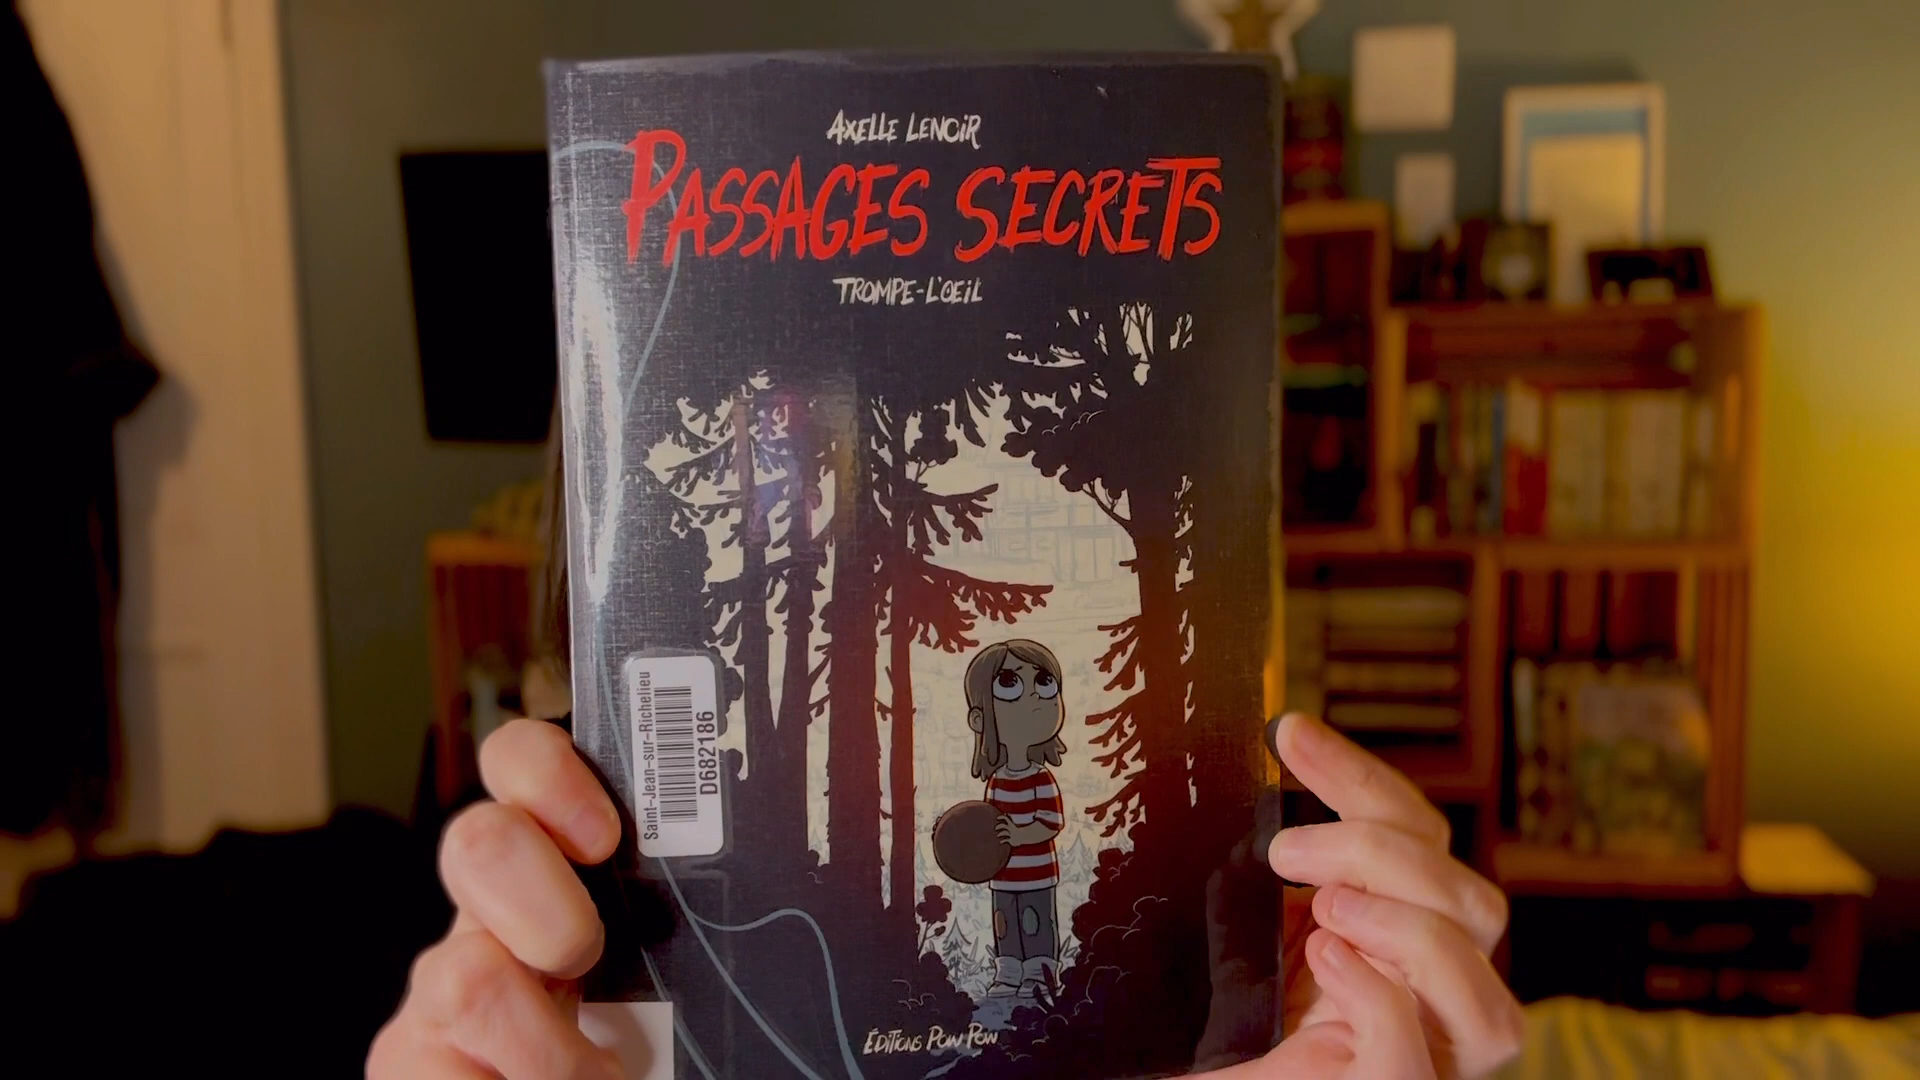 AXELLE LENOIR
PASSAGES SECRETS
TROMPE-L'OEIL
Saint-Jean-sur-Richelieu
D682186
ÉDITIONS POW POW